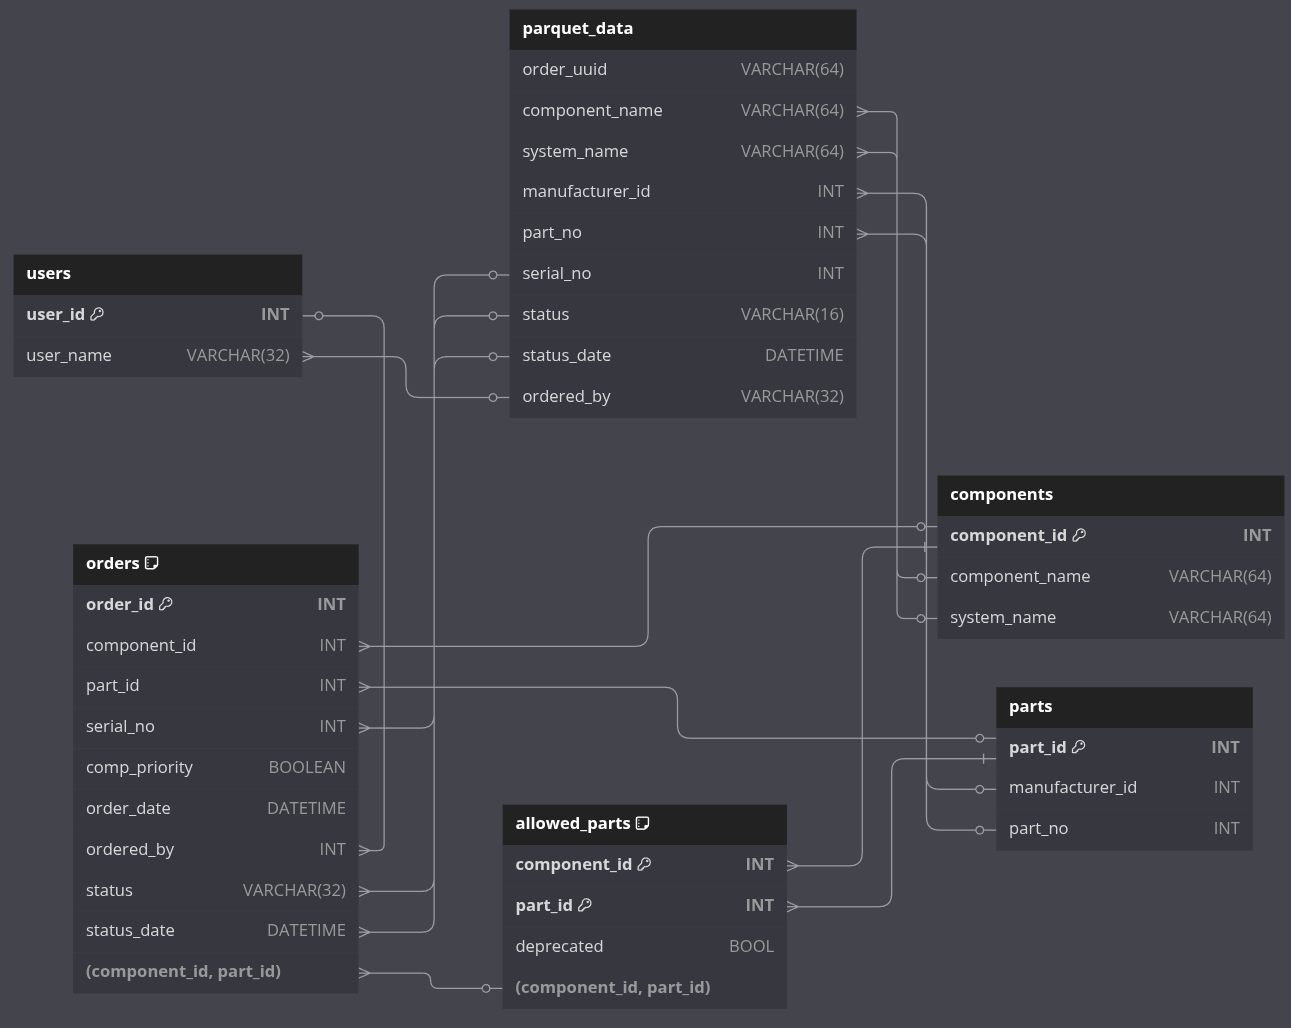 parquet_data
order_uuid VARCHAR(64)
component_name VARCHAR(64)
system_name VARCHAR(64)
manufacturer_id INT
part_no INT
serial_no INT
status VARCHAR(16)
status_date DATETIME
ordered_by VARCHAR(32)
users
user_id INT
user_name VARCHAR(32)
components
component_id INT
component_name VARCHAR(64)
system_name VARCHAR(64)
orders
order_id INT
component_id INT
part_id INT
serial_no INT
comp_priority BOOLEAN
order_date DATETIME
ordered_by INT
status VARCHAR(32)
status_date DATETIME
(component_id, part_id)
parts
part_id INT
manufacturer_id INT
part_no INT
allowed_parts
component_id INT
part_id INT
deprecated BOOL
(component_id, part_id)